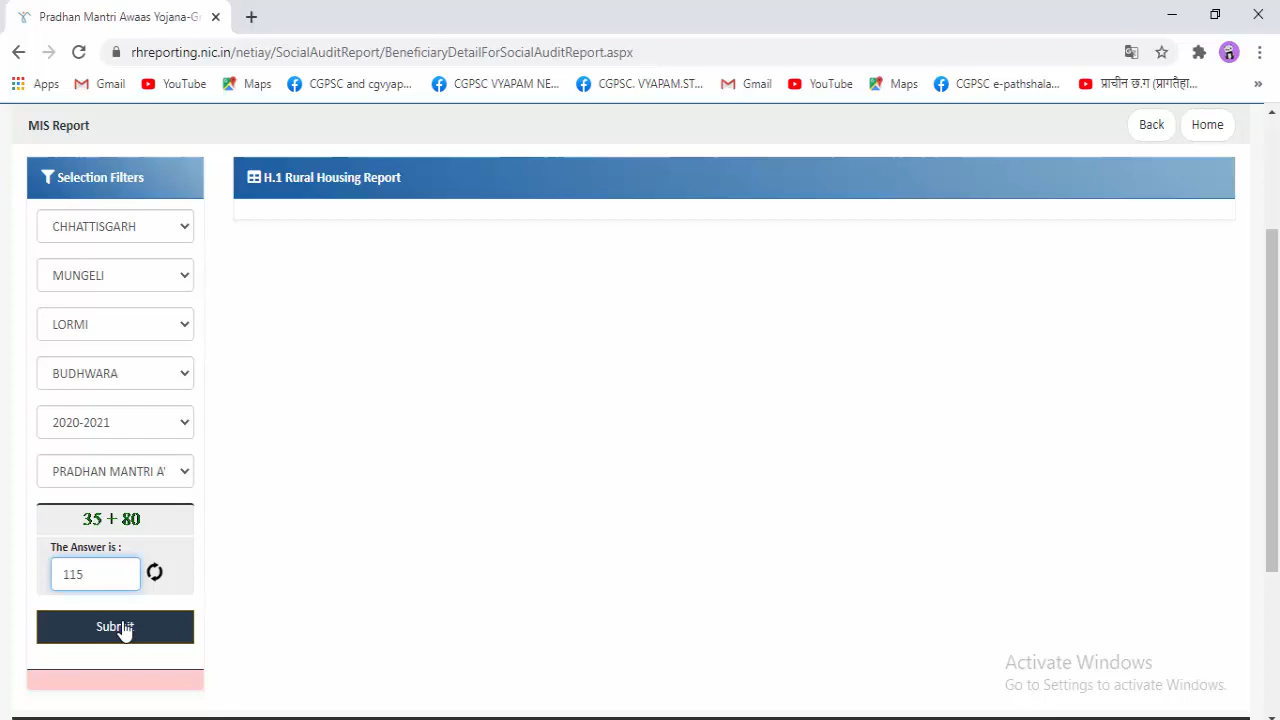 Pradhan Mantri Awaas Yojana-Gr
rhreporting.nic.in/netiay/SocialAuditReport/BeneficiaryDetailForSocialAuditReport.aspx
Apps Gmail YouTube Maps CGPSC and cgvyap... CGPSC VYAPAM NE... CGPSC. VYAPAM.ST... Gmail YouTube Maps CGPSC e-pathshala... प्राचीन छ.ग (प्रागैतिहा... »
MIS Report Back Home
Selection Filters
H.1 Rural Housing Report
CHHATTISGARH
MUNGELI
LORMI
BUDHWARA
2020-2021
PRADHAN MANTRI A
35 + 80
The Answer is :
115
Submit
Activate Windows
Go to Settings to activate Windows.